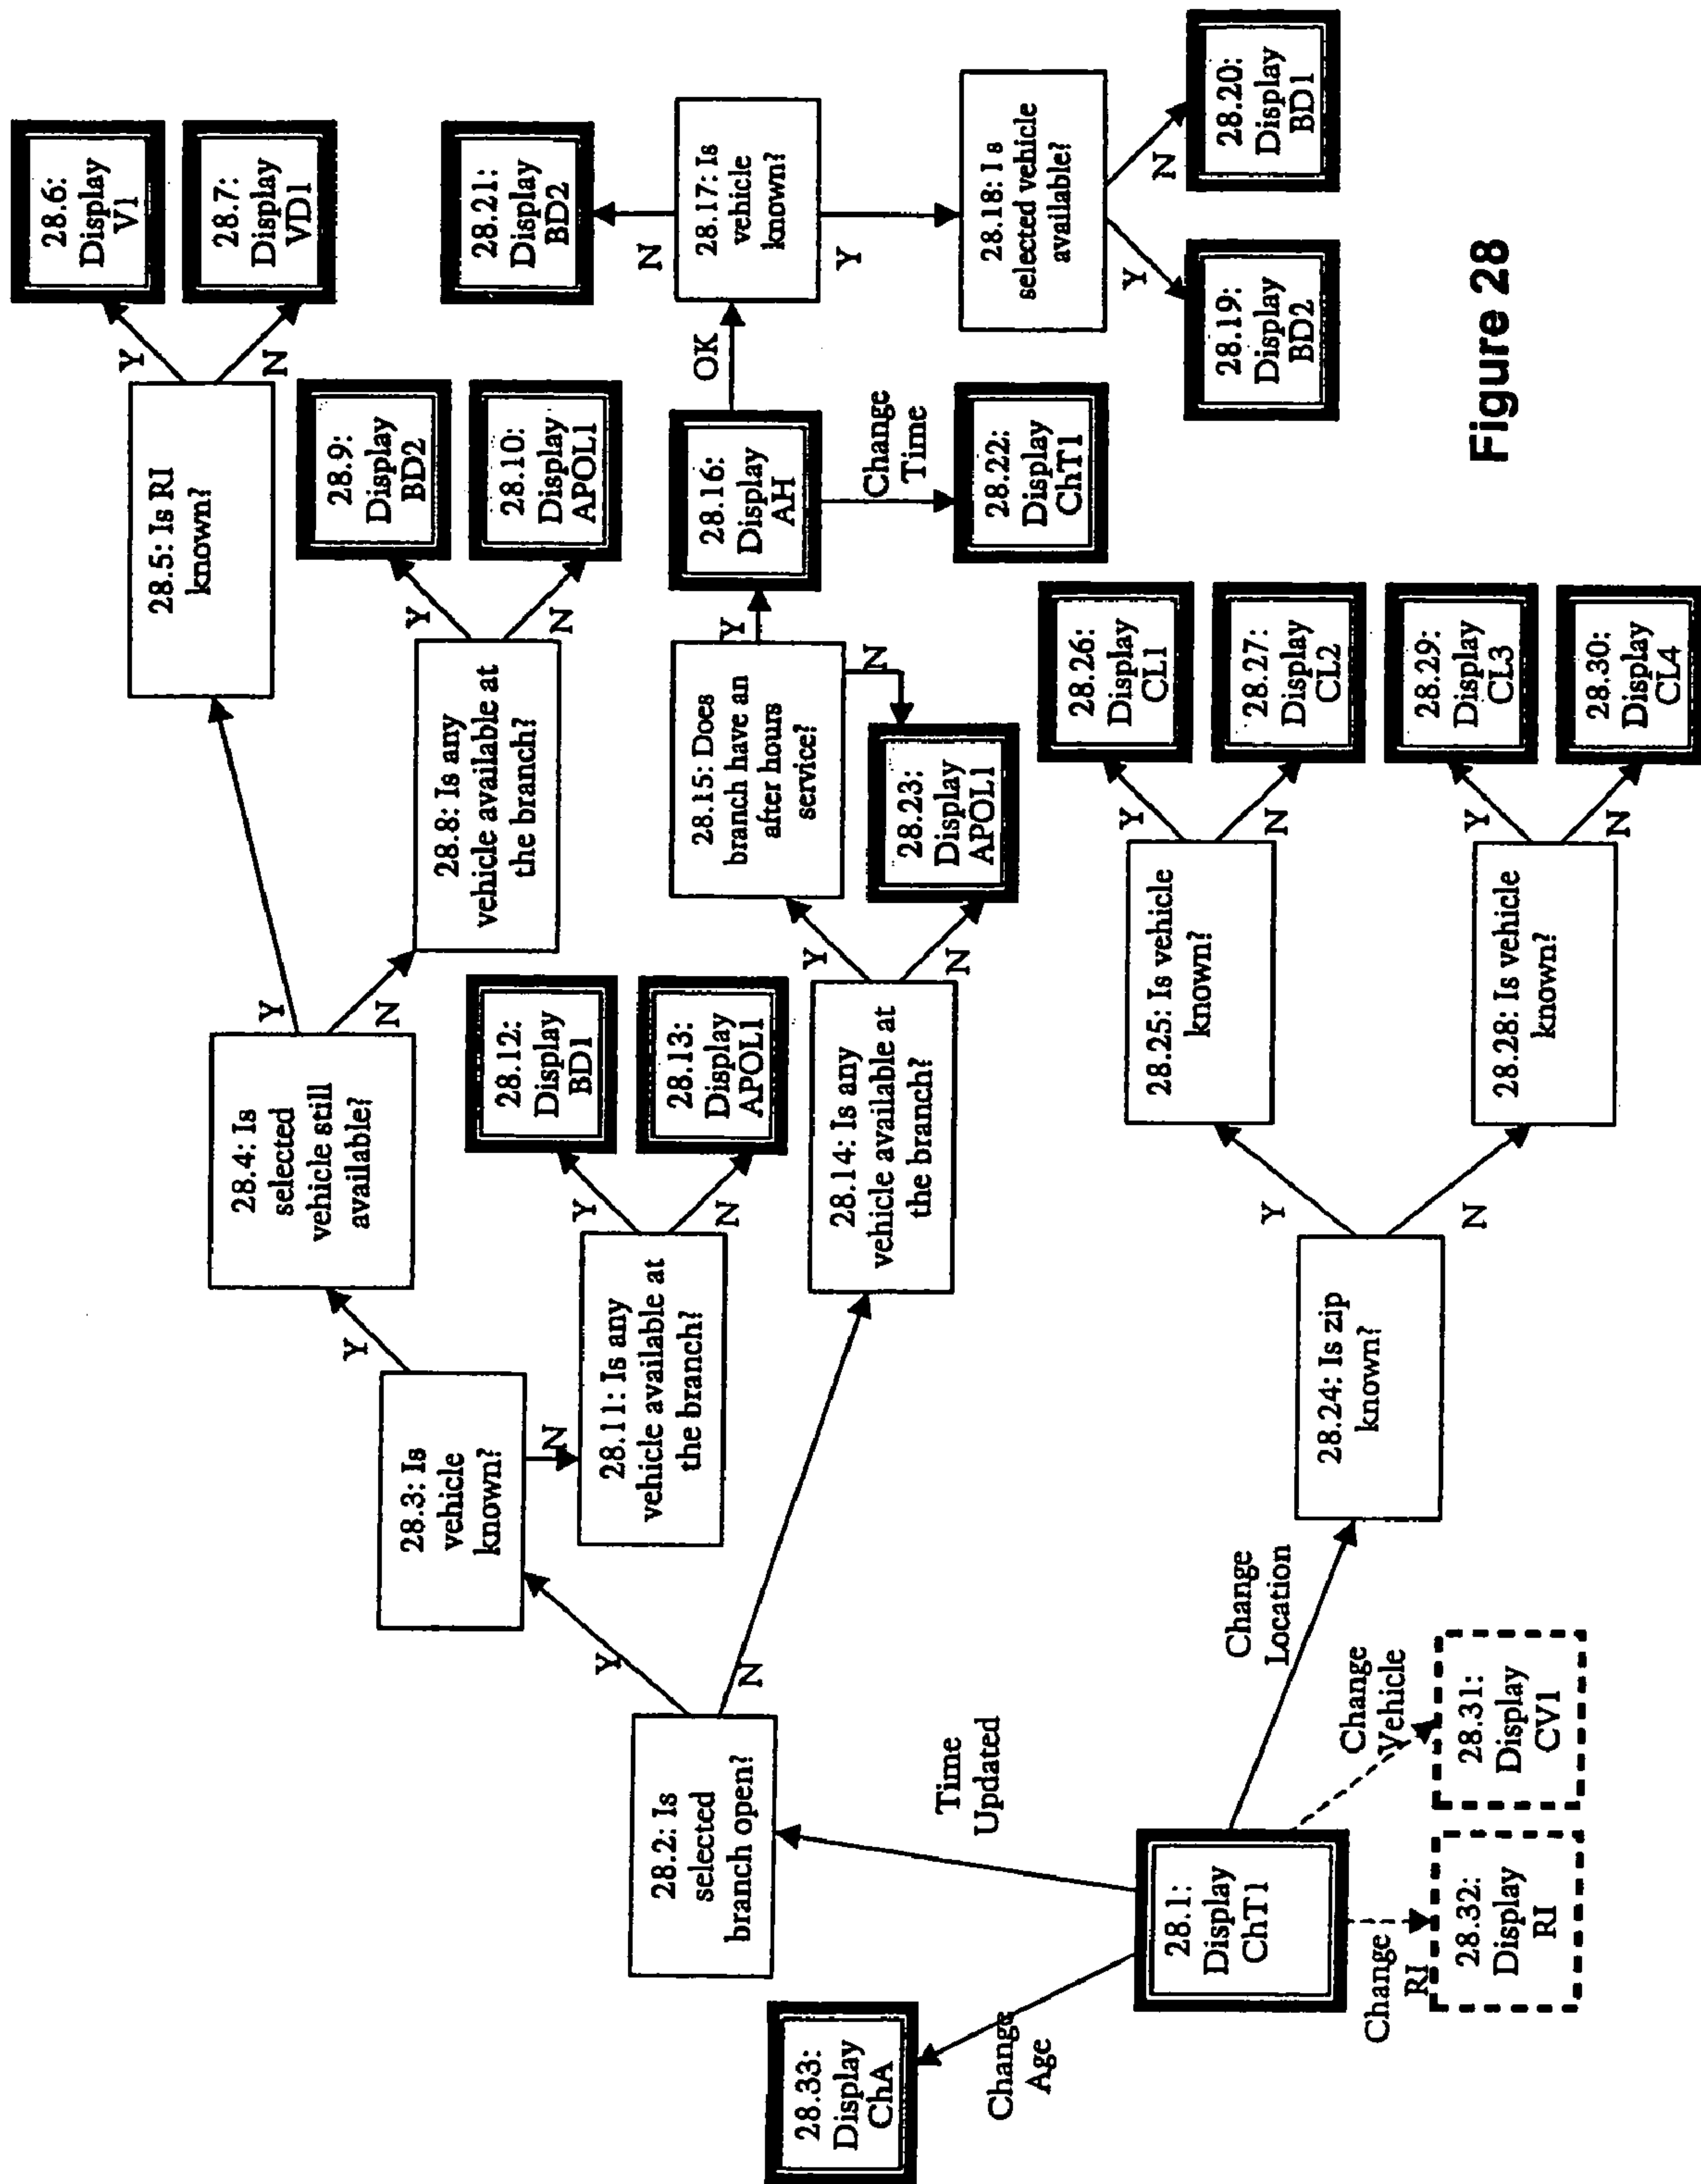 28.6:
Display
V1
28.7:
Display
VD1
Y
N
28.5: Is RI
known?
28.9:
Display
BD2
28.10:
Display
APOL1
Y
N
28.8: Is any
vehicle available at
the branch?
Y
N
28.4: Is
selected
vehicle still
available?
28.12:
Display
BD1
28.13:
Display
APOL1
Y
N
Y
28.3: Is
vehicle
known?
N
28.11: Is any
vehicle available at
the branch?
28.21:
Display
BD2
N
28.17: Is
vehicle
known?
Y
28.18: Is
selected vehicle
available?
Y
N
28.19:
Display
BD2
28.20:
Display
BD1
OK
28.16:
Display
AH
Change
Time
28.22:
Display
ChT1
Y
28.15: Does
branch have an
after hours
service?
N
28.23:
Display
APOL1
Y
N
28.14: Is any
vehicle available at
the branch?
Y
N
28.2: Is
selected
branch open?
Time
Updated
28.33:
Display
ChA
Change
Age
28.1:
Display
ChT1
Change
Location
28.24: Is zip
known?
Y
N
28.25: Is vehicle
known?
Y
N
28.26:
Display
CL1
28.27:
Display
CL2
28.28: Is vehicle
known?
Y
N
28.29:
Display
CL3
28.30:
Display
CL4
Change
Vehicle
28.31:
Display
CV1
Change
RI
28.32:
Display
RI
Figure 28